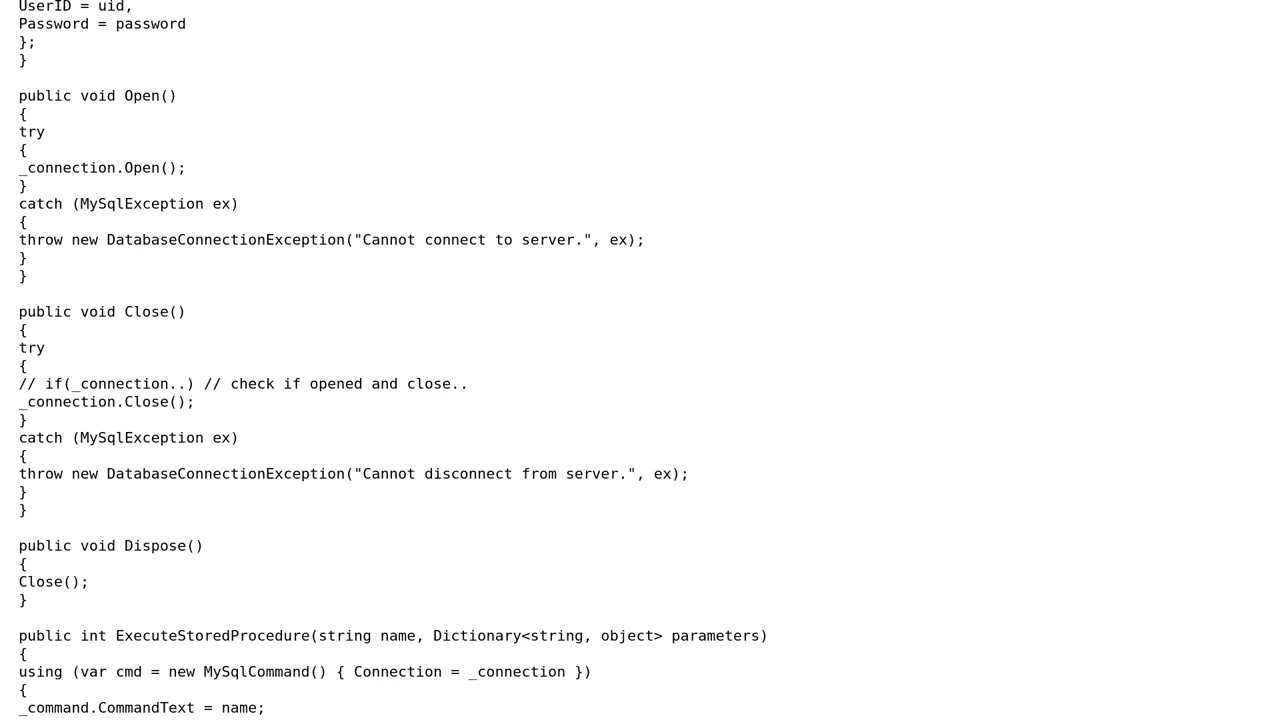 UserID = uid,
Password = password
};
}

public void Open()
{
try
{
_connection.Open();
}
catch (MySqlException ex)
{
throw new DatabaseConnectionException("Cannot connect to server.", ex);
}
}

public void Close()
{
try
{
// if(_connection..) // check if opened and close..
_connection.Close();
}
catch (MySqlException ex)
{
throw new DatabaseConnectionException("Cannot disconnect from server.", ex);
}
}

public void Dispose()
{
Close();
}

public int ExecuteStoredProcedure(string name, Dictionary<string, object> parameters)
{
using (var cmd = new MySqlCommand() { Connection = _connection })
{
_command.CommandText = name;